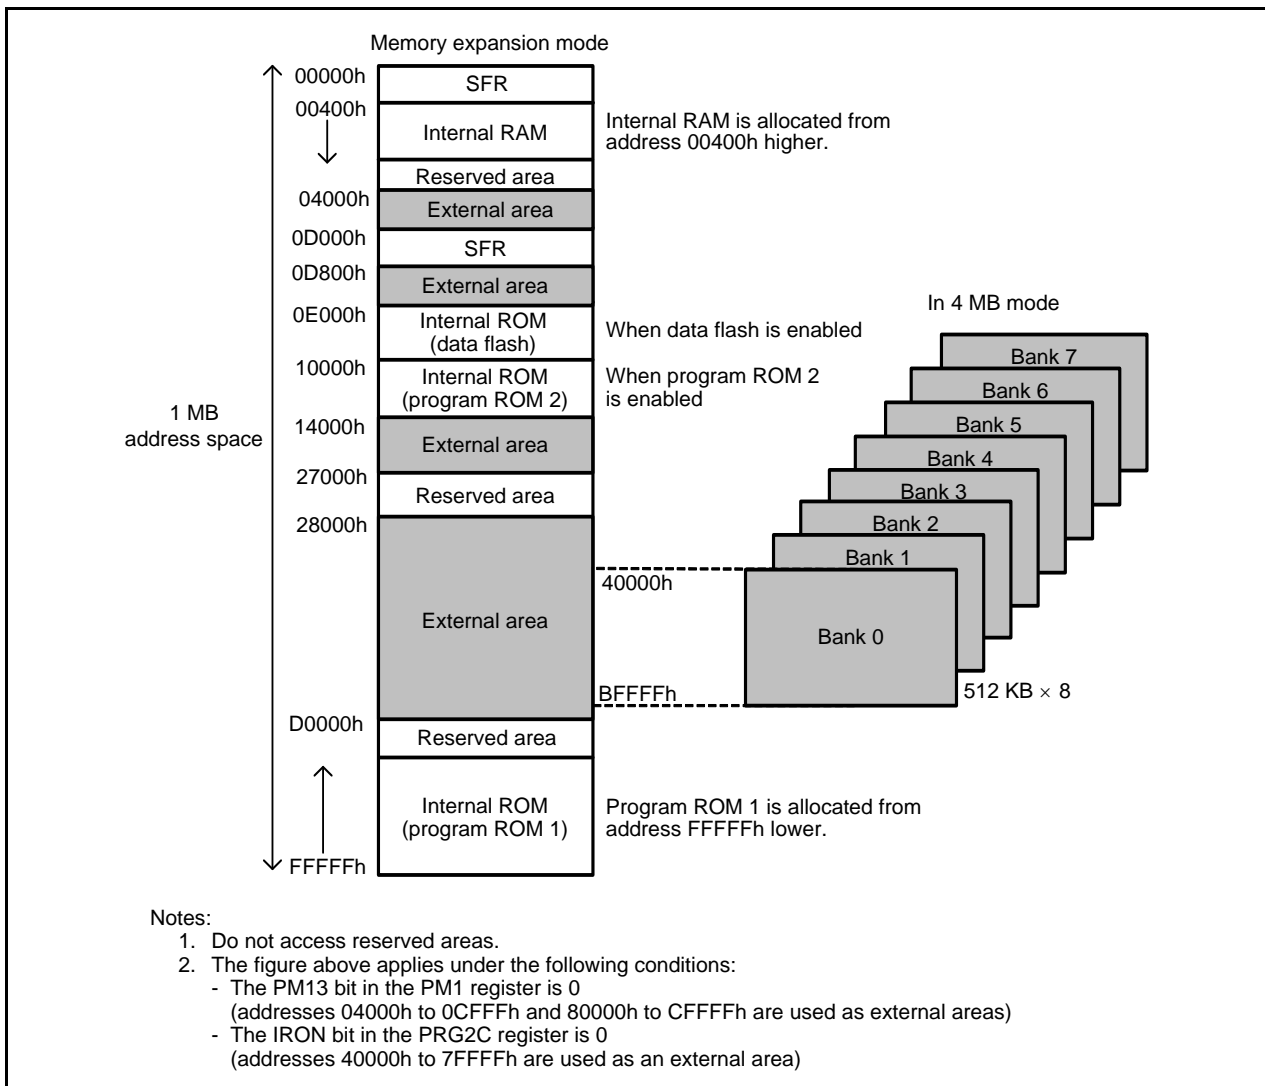 Memory expansion mode
00000h
SFR
00400h
Internal RAM
Internal RAM is allocated from
address 00400h higher.
Reserved area
04000h
External area
0D000h
SFR
0D800h
External area
0E000h
Internal ROM
(data flash)
When data flash is enabled
10000h
Internal ROM
(program ROM 2)
When program ROM 2
is enabled
14000h
External area
27000h
Reserved area
28000h
External area
40000h
BFFFFh
D0000h
Reserved area
Internal ROM
(program ROM 1)
Program ROM 1 is allocated from
address FFFFFh lower.
FFFFFh
1 MB
address space
In 4 MB mode
Bank 7
Bank 6
Bank 5
Bank 4
Bank 3
Bank 2
Bank 1
Bank 0
512 KB × 8
Notes:
1. Do not access reserved areas.
2. The figure above applies under the following conditions:
- The PM13 bit in the PM1 register is 0
(addresses 04000h to 0CFFFh and 80000h to CFFFFh are used as external areas)
- The IRON bit in the PRG2C register is 0
(addresses 40000h to 7FFFFh are used as an external area)